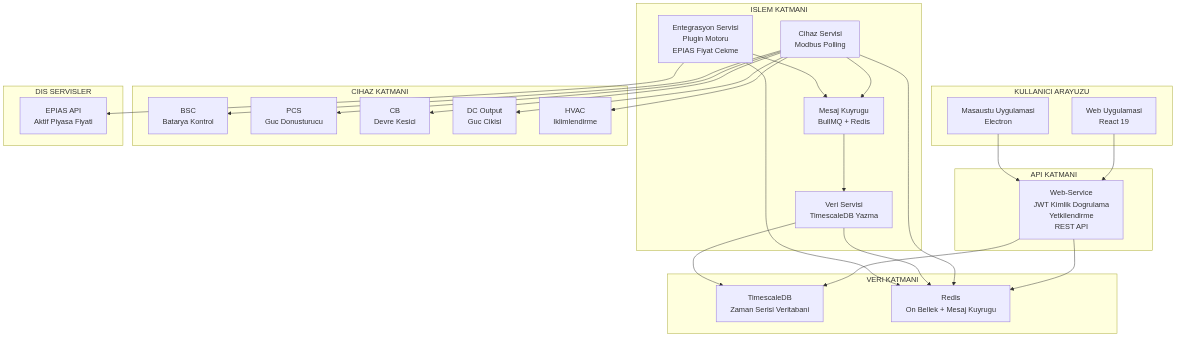 ISLEM KATMANI
Entegrasyon Servisi
Plugin Motoru
EPIAS Fiyat Cekme
Cihaz Servisi
Modbus Polling
DIS SERVISLER
EPIAS API
Aktif Piyasa Fiyati
CIHAZ KATMANI
BSC
Batarya Kontrol
PCS
Guc Donusturucu
CB
Devre Kesici
DC Output
Guc Cikisi
HVAC
Iklimlendirme
Mesaj Kuyrugu
BullMQ + Redis
KULLANICI ARAYUZU
Masaustu Uygulamasi
Electron
Web Uygulamasi
React 19
API KATMANI
Web-Service
JWT Kimlik Dogrulama
Yetkilendirme
REST API
Veri Servisi
TimescaleDB Yazma
VERI KATMANI
TimescaleDB
Zaman Serisi Veritabani
Redis
On Bellek + Mesaj Kuyrugu